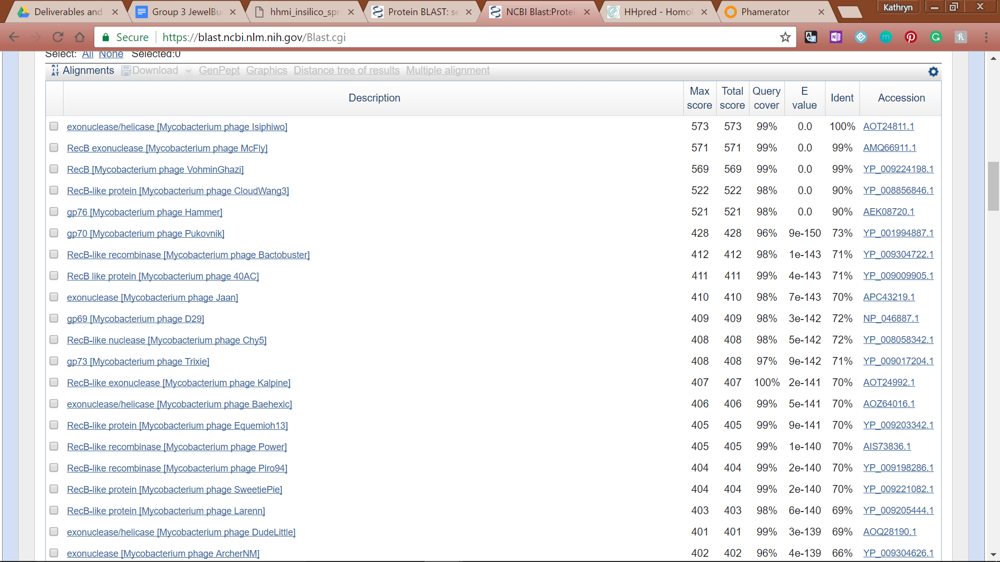 Deliverables and
Group 3 JewelBu
hhmi_insilico_spr
Protein BLAST: se
NCBI Blast:Protein
HHpred - Homol
Phamerator
Kathryn
Secure https://blast.ncbi.nlm.nih.gov/Blast.cgi
Select: All None Selected:0
Alignments Download GenPept Graphics Distance tree of results Multiple alignment
Description Max score Total score Query cover E value Ident Accession
exonuclease/helicase [Mycobacterium phage Isiphiwo] 573 573 99% 0.0 100% AOT24811.1
RecB exonuclease [Mycobacterium phage McFly] 571 571 99% 0.0 99% AMQ66911.1
RecB [Mycobacterium phage VohminGhazi] 569 569 99% 0.0 99% YP_009224198.1
RecB-like protein [Mycobacterium phage CloudWang3] 522 522 98% 0.0 90% YP_008856846.1
gp76 [Mycobacterium phage Hammer] 521 521 98% 0.0 90% AEK08720.1
gp70 [Mycobacterium phage Pukovnik] 428 428 96% 9e-150 73% YP_001994887.1
RecB-like recombinase [Mycobacterium phage Bactobuster] 412 412 98% 1e-143 71% YP_009304722.1
RecB like protein [Mycobacterium phage 40AC] 411 411 99% 4e-143 71% YP_009009905.1
exonuclease [Mycobacterium phage Jaan] 410 410 98% 7e-143 70% APC43219.1
gp69 [Mycobacterium phage D29] 409 409 98% 3e-142 72% NP_046887.1
RecB-like nuclease [Mycobacterium phage Chy5] 408 408 98% 5e-142 72% YP_008058342.1
gp73 [Mycobacterium phage Trixie] 408 408 97% 9e-142 71% YP_009017204.1
RecB-like exonuclease [Mycobacterium phage Kalpine] 407 407 100% 2e-141 70% AOT24992.1
exonuclease/helicase [Mycobacterium phage Baehexic] 406 406 99% 5e-141 70% AOZ64016.1
RecB-like protein [Mycobacterium phage Equemioh13] 405 405 99% 9e-141 70% YP_009203342.1
RecB-like recombinase [Mycobacterium phage Power] 405 405 99% 1e-140 70% AIS73836.1
RecB-like recombinase [Mycobacterium phage Piro94] 404 404 99% 2e-140 70% YP_009198286.1
RecB-like protein [Mycobacterium phage SweetiePie] 404 404 99% 2e-140 70% YP_009221082.1
RecB-like protein [Mycobacterium phage Larenn] 403 403 98% 6e-140 69% YP_009205444.1
exonuclease/helicase [Mycobacterium phage DudeLittle] 401 401 99% 3e-139 69% AOQ28190.1
exonuclease [Mycobacterium phage ArcherNM] 402 402 96% 4e-139 66% YP_009304626.1